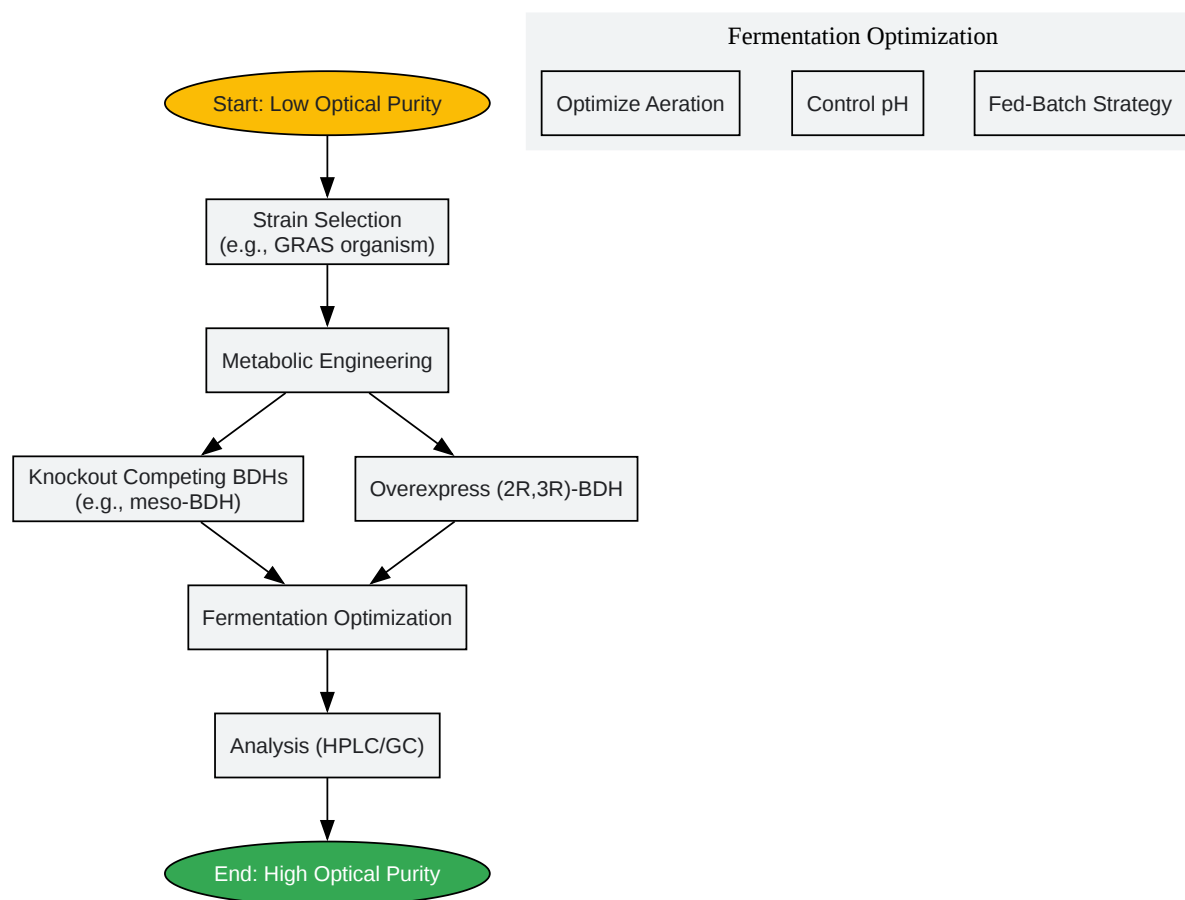 Start: Low Optical Purity
Strain Selection
(e.g., GRAS organism)
Metabolic Engineering
Knockout Competing BDHs
(e.g., meso-BDH)
Overexpress (2R,3R)-BDH
Fermentation Optimization
Analysis (HPLC/GC)
End: High Optical Purity
Fermentation Optimization
Optimize Aeration
Control pH
Fed-Batch Strategy